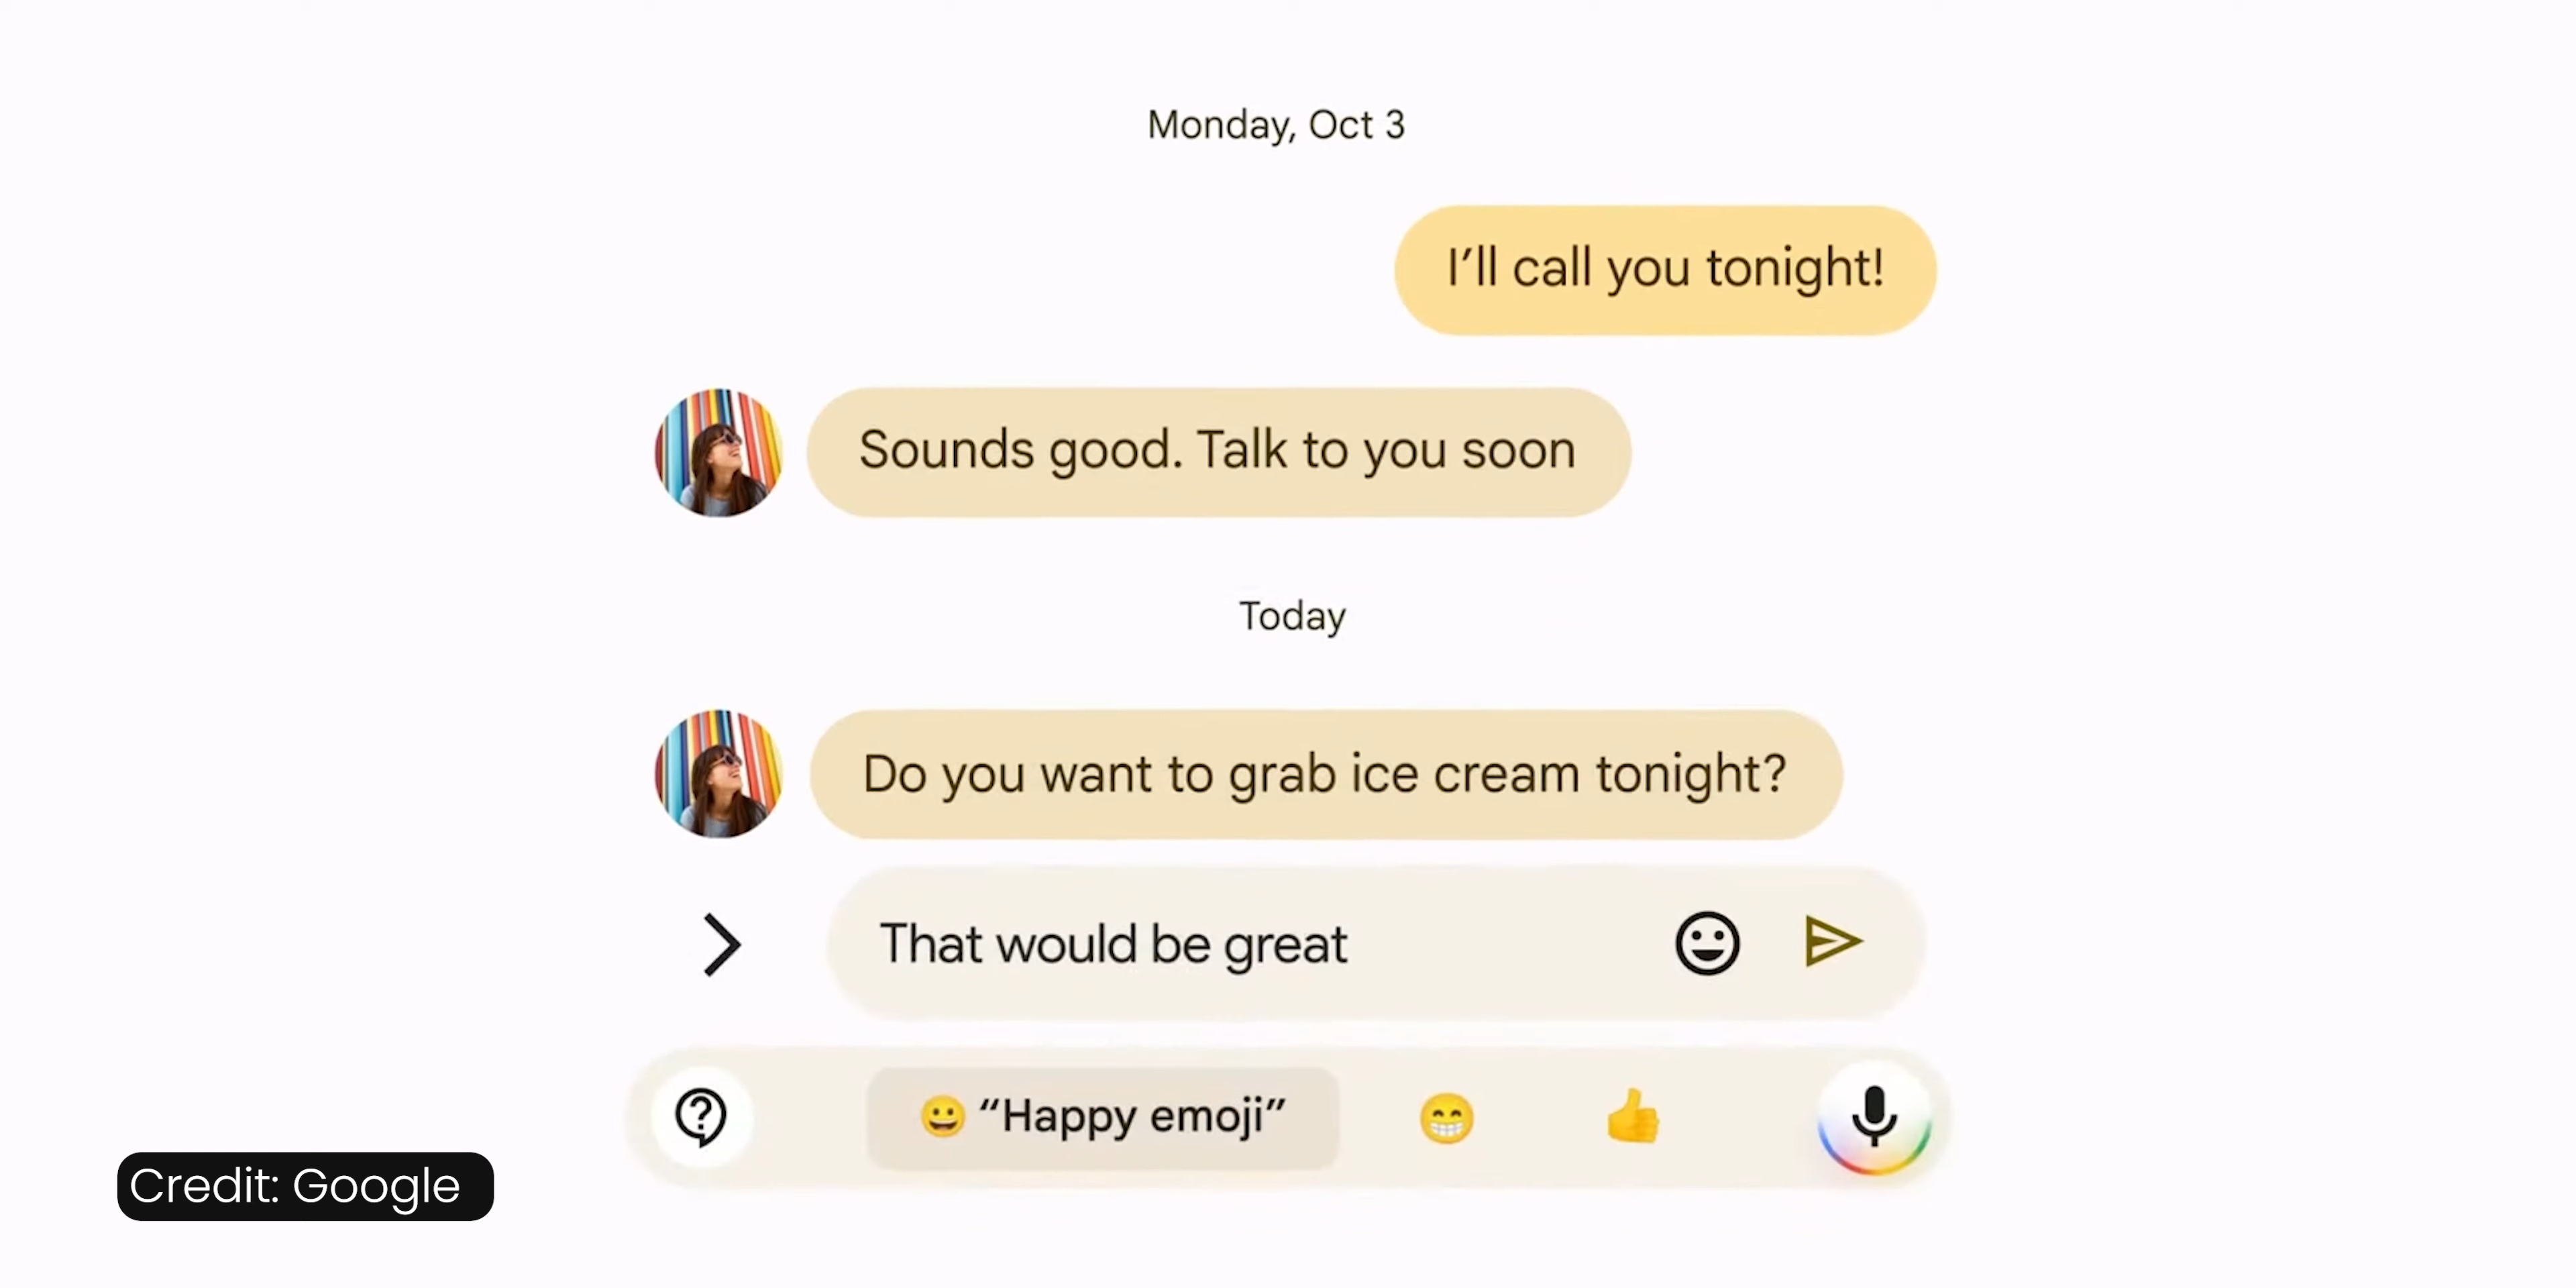 Monday, Oct 3
I’ll call you tonight!
Sounds good. Talk to you soon
Today
Do you want to grab ice cream tonight?
That would be great
😀 “Happy emoji” 😁 👍
Credit: Google